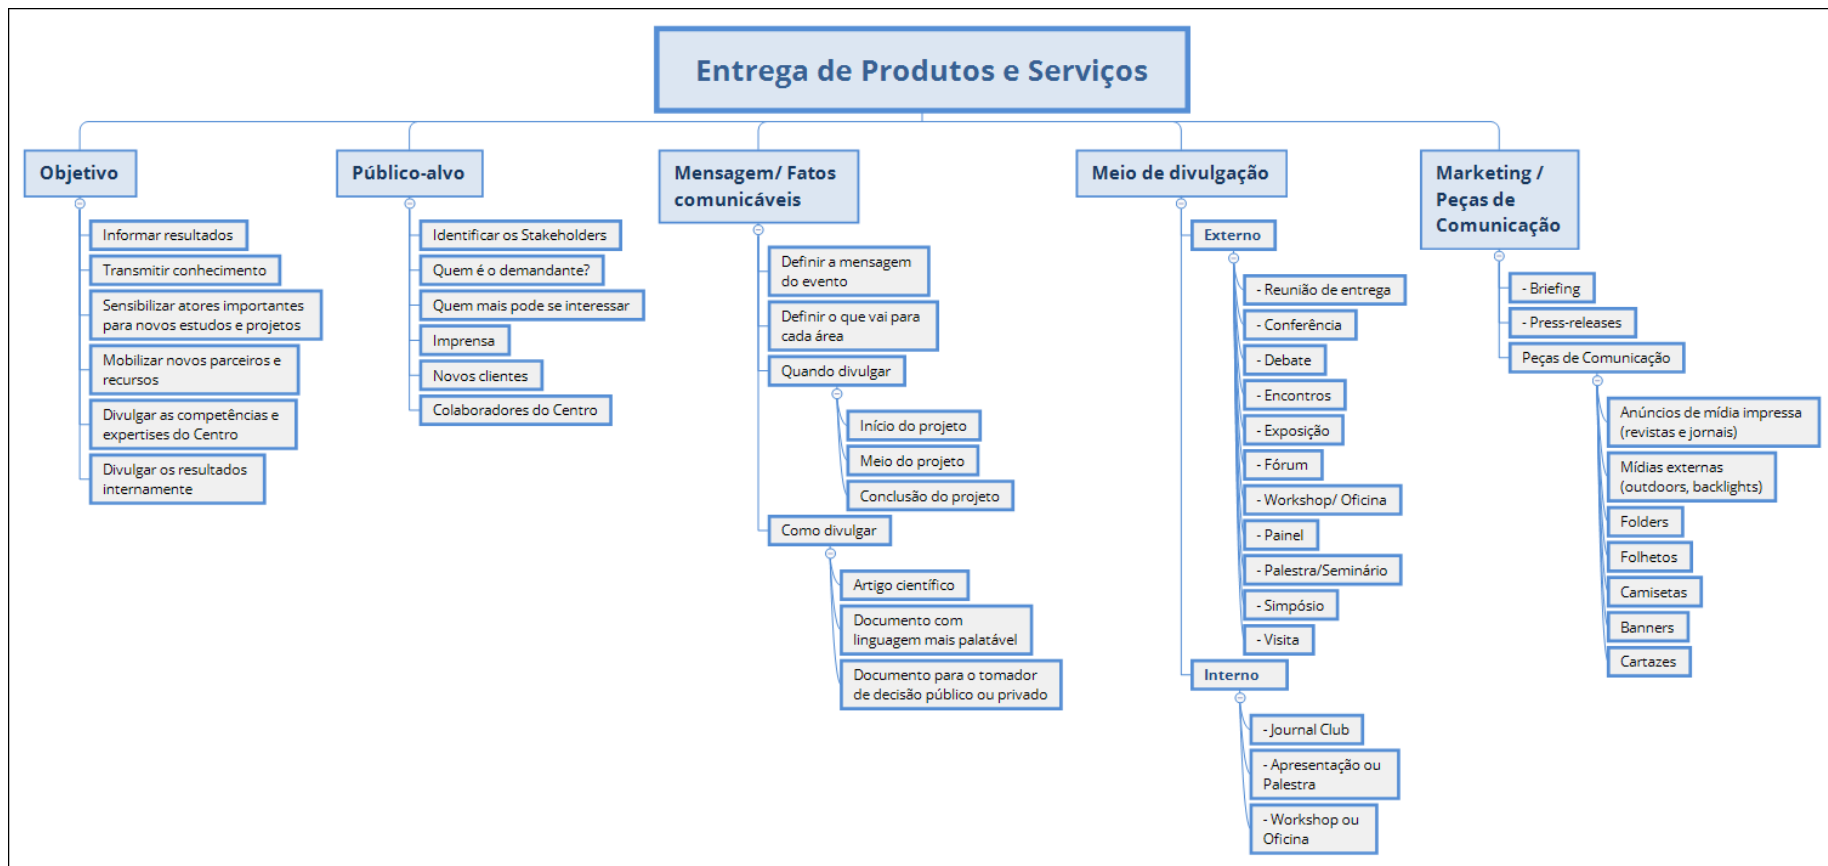 Entrega de Produtos e Serviços
Objetivo
Informar resultados
Transmitir conhecimento
Sensibilizar atores importantes
para novos estudos e projetos
Mobilizar novos parceiros e
recursos
Divulgar as competências e
expertises do Centro
Divulgar os resultados
internamente
Público-alvo
Identificar os Stakeholders
Quem é o demandante?
Quem mais pode se interessar
Imprensa
Novos clientes
Colaboradores do Centro
Mensagem/ Fatos
comunicáveis
Definir a mensagem
do evento
Definir o que vai para
cada área
Quando divulgar
Início do projeto
Meio do projeto
Conclusão do projeto
Como divulgar
Artigo científico
Documento com
linguagem mais palatável
Documento para o tomador
de decisão público ou privado
Meio de divulgação
Externo
- Reunião de entrega
- Conferência
- Debate
- Encontros
- Exposição
- Fórum
- Workshop/ Oficina
- Painel
- Palestra/Seminário
- Simpósio
- Visita
Interno
- Journal Club
- Apresentação ou
Palestra
- Workshop ou
Oficina
Marketing /
Peças de
Comunicação
- Briefing
- Press-releases
Peças de Comunicação
Anúncios de mídia impressa
(revistas e jornais)
Mídias externas
(outdoors, backlights)
Folders
Folhetos
Camisetas
Banners
Cartazes